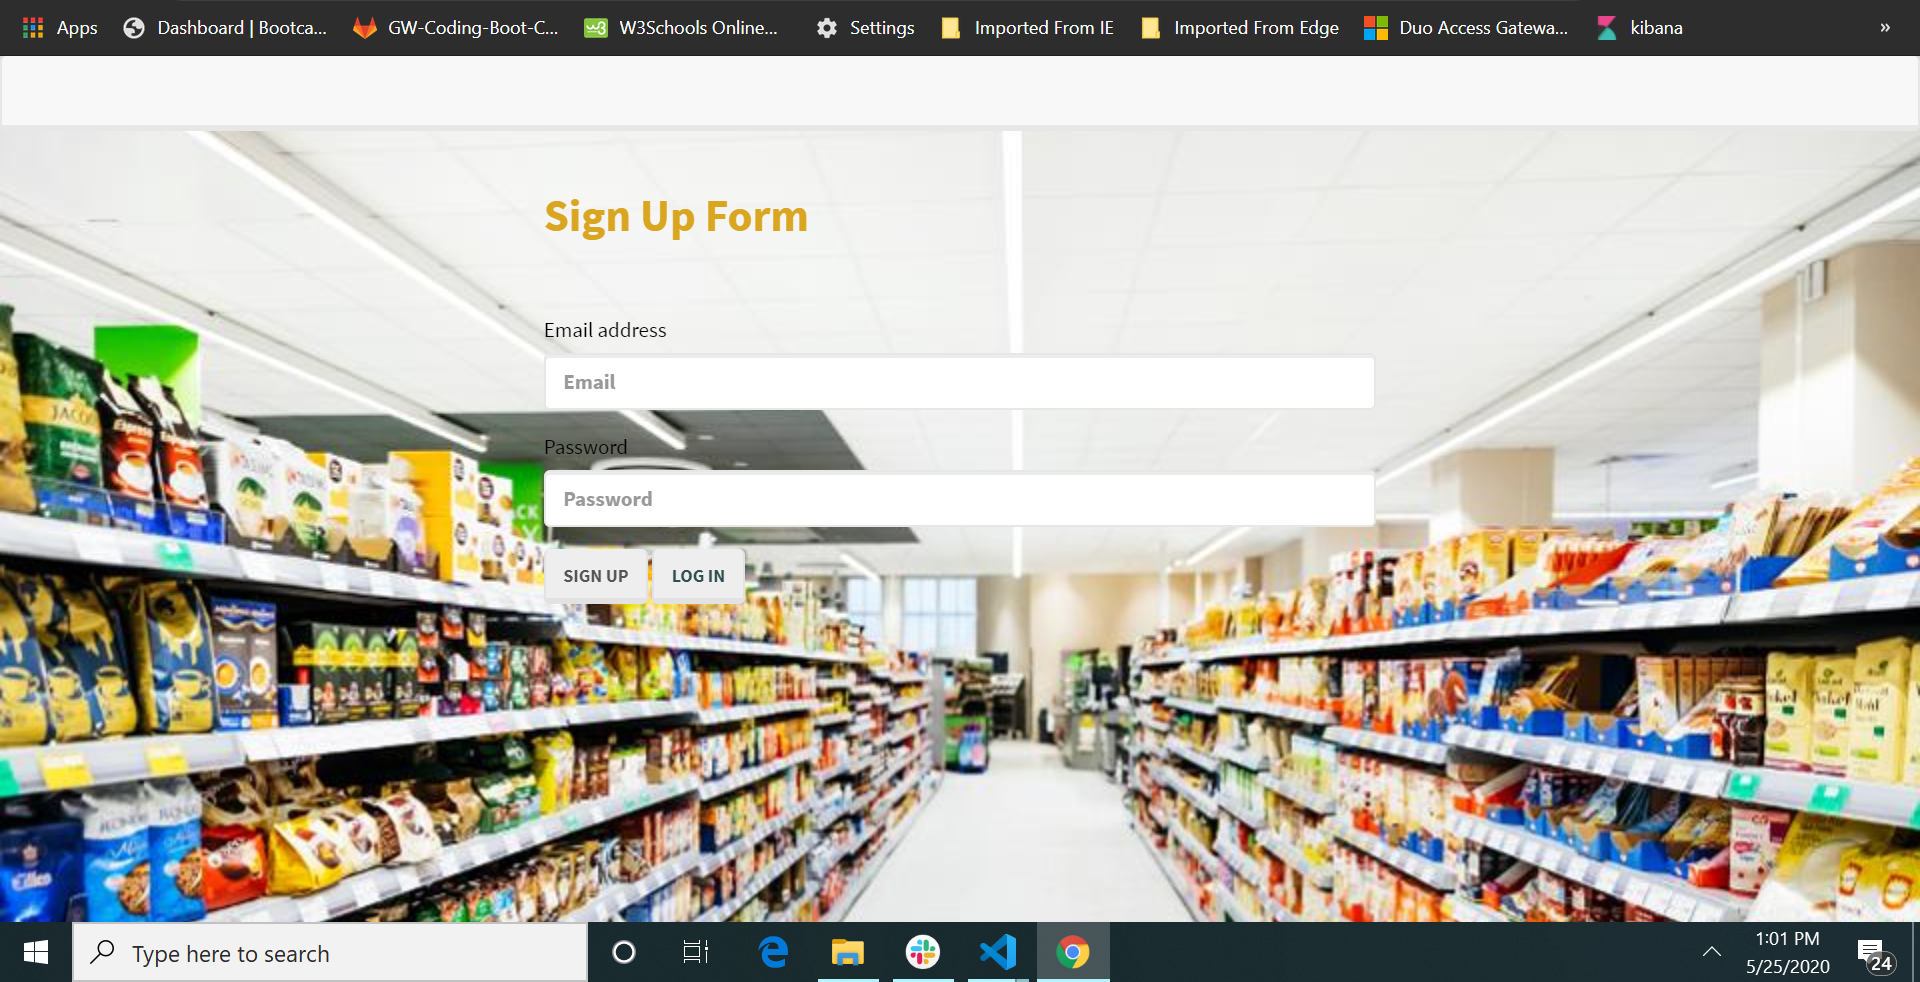 Apps Dashboard | Bootca... GW-Coding-Boot-C... W3Schools Online... Settings Imported From IE Imported From Edge Duo Access Gatewa... kibana »
Sign Up Form
Email address
Email
Password
Password
SIGN UP LOG IN
JACOBS
Type here to search
1:01 PM
5/25/2020
24